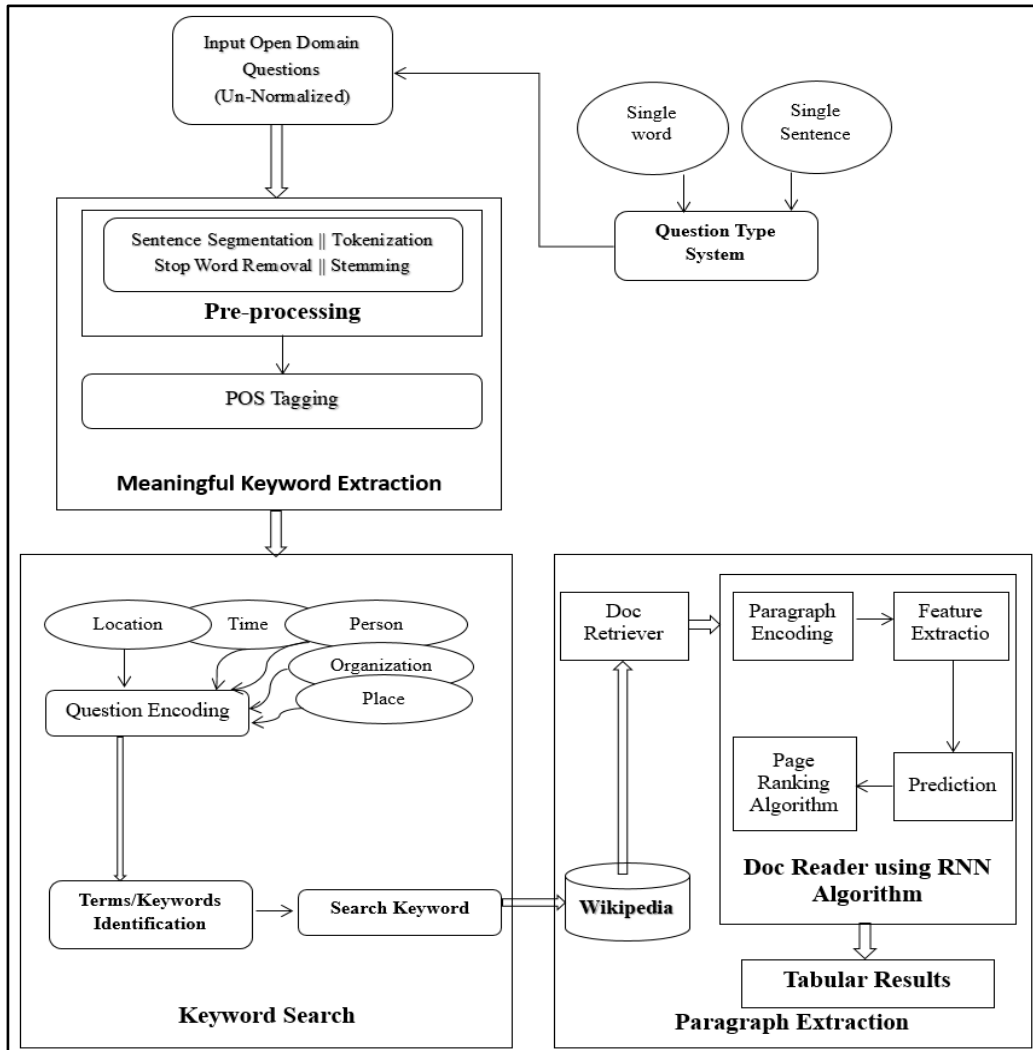 Input Open Domain
Questions
(Un-Normalized)
Single
word
Single
Sentence
Question Type
System
Sentence Segmentation || Tokenization
Stop Word Removal || Stemming
Pre-processing
POS Tagging
Meaningful Keyword Extraction
Location
Time
Person
Organization
Place
Question Encoding
Terms/Keywords
Identification
Search Keyword
Keyword Search
Doc
Retriever
Paragraph
Encoding
Feature
Extractio
Page
Ranking
Algorithm
Prediction
Doc Reader using RNN
Algorithm
Wikipedia
Tabular Results
Paragraph Extraction